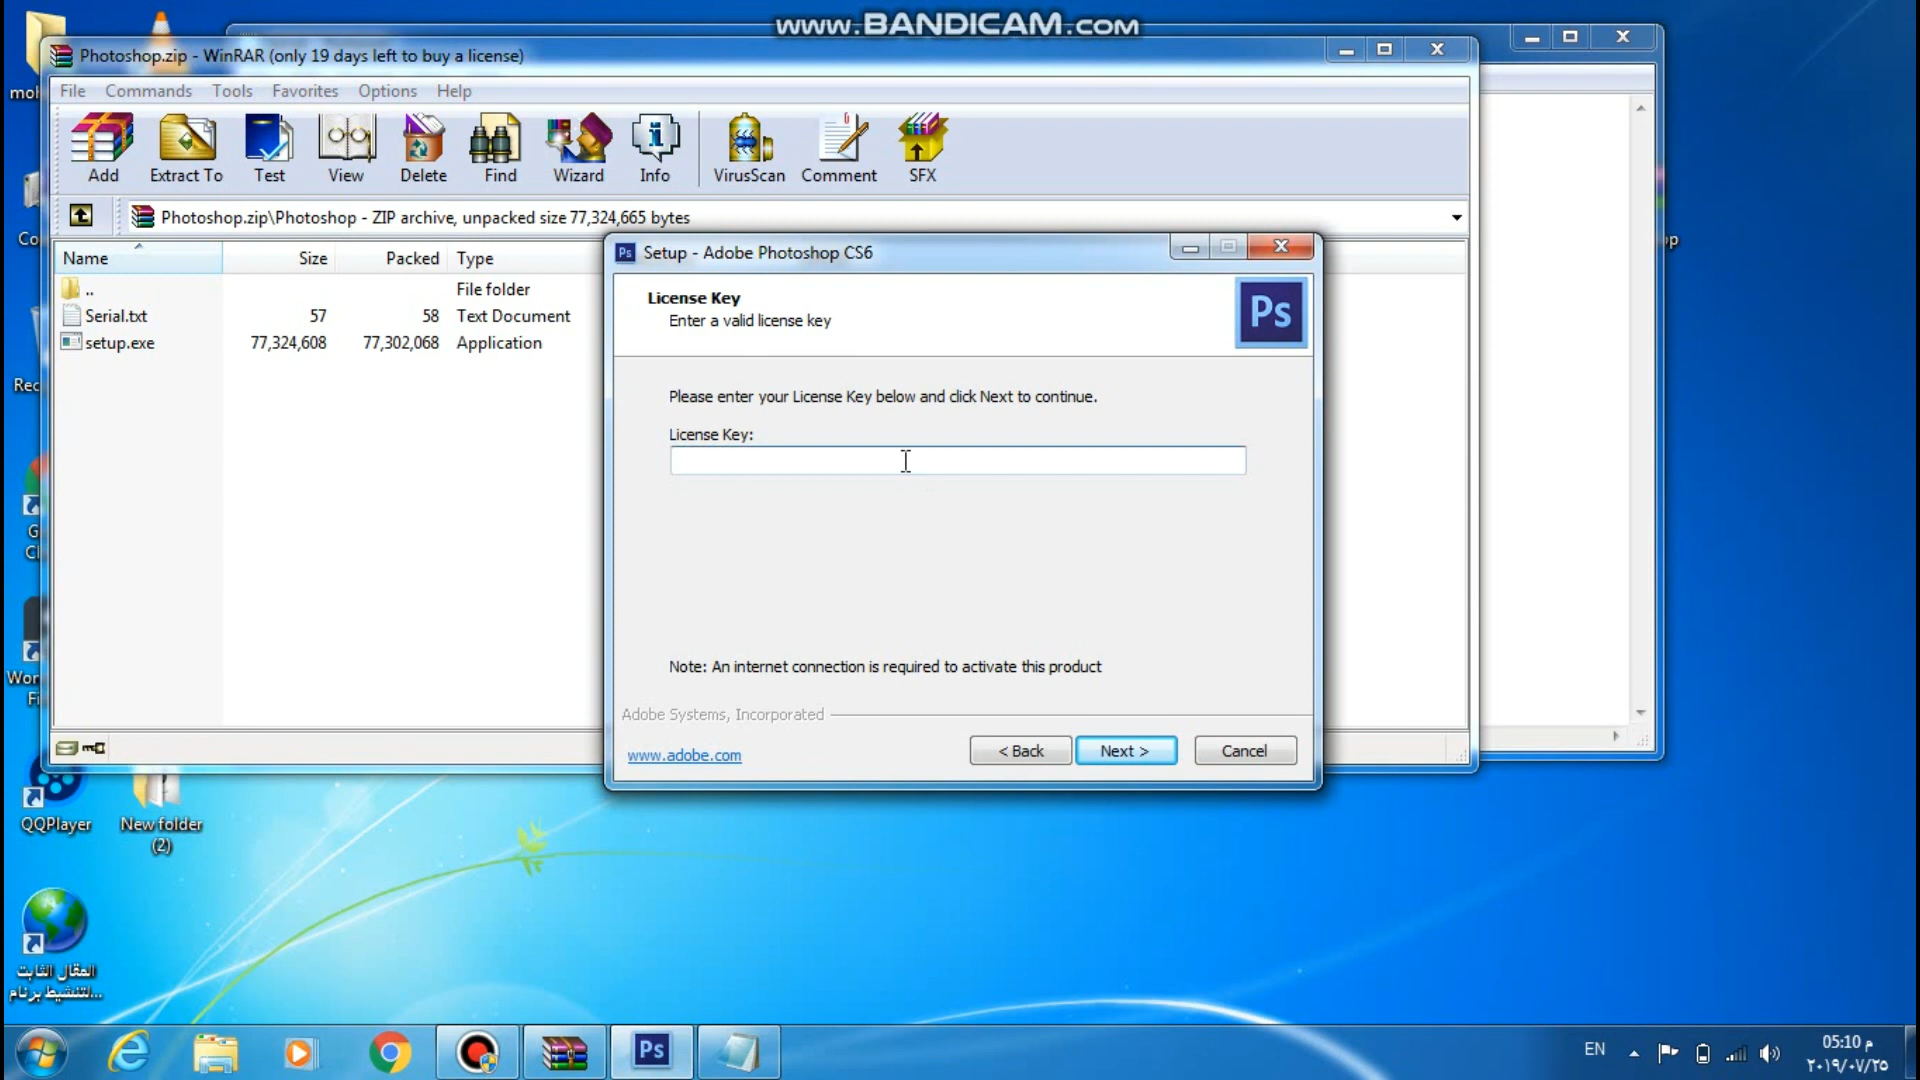 www.BANDICAM.com
Photoshop.zip - WinRAR (only 19 days left to buy a license)
File Commands Tools Favorites Options Help
Add Extract To Test View Delete Find Wizard Info VirusScan Comment SFX
Photoshop.zip\Photoshop - ZIP archive, unpacked size 77,324,665 bytes
Name Size Packed Type
.. File folder
Serial.txt 57 58 Text Document
setup.exe 77,324,608 77,302,068 Application
Ps Setup - Adobe Photoshop CS6
License Key
Enter a valid license key
Ps
Please enter your License Key below and click Next to continue.
License Key:
Note: An internet connection is required to activate this product
Adobe Systems, Incorporated
www.adobe.com
< Back Next > Cancel
QQPlayer
New folder
(2)
المقال الثابت
لتنشيط برنام...
Ps
EN
05:10 م
٢٠١٩/٠٧/٢٥